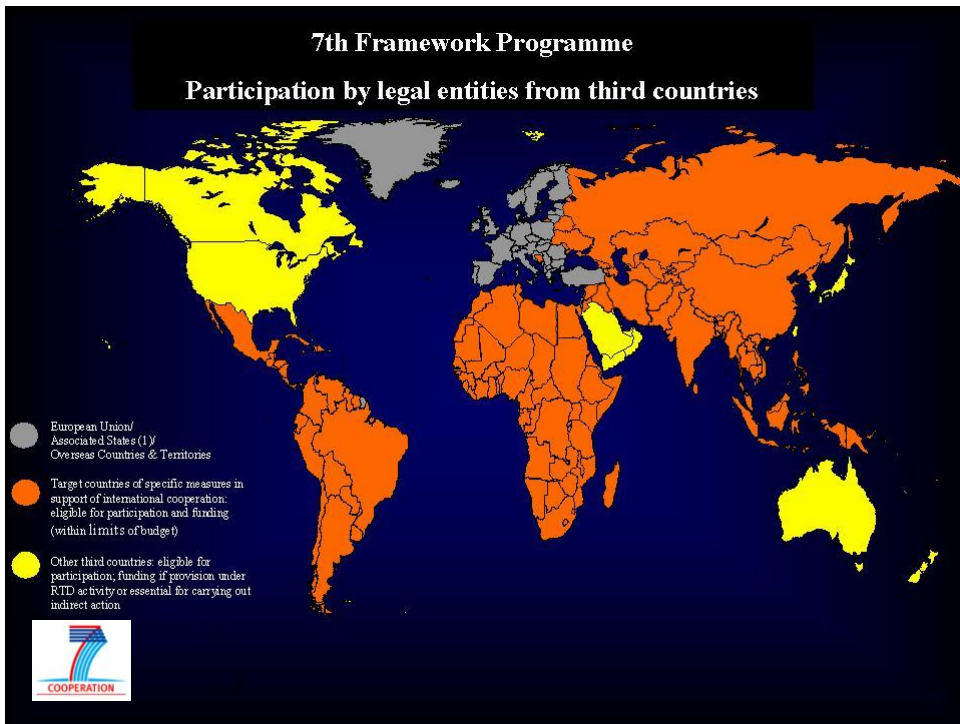 7th Framework Programme
Participation by legal entities from third countries
European Union/
Associated States (1)/
Overseas Countries & Territories
Target countries of specific measures in
support of international cooperation:
eligible for participation and funding
(within limits of budget)
Other third countries: eligible for
participation; funding if provision under
RTD activity or essential for carrying out
indirect action
7
COOPERATION